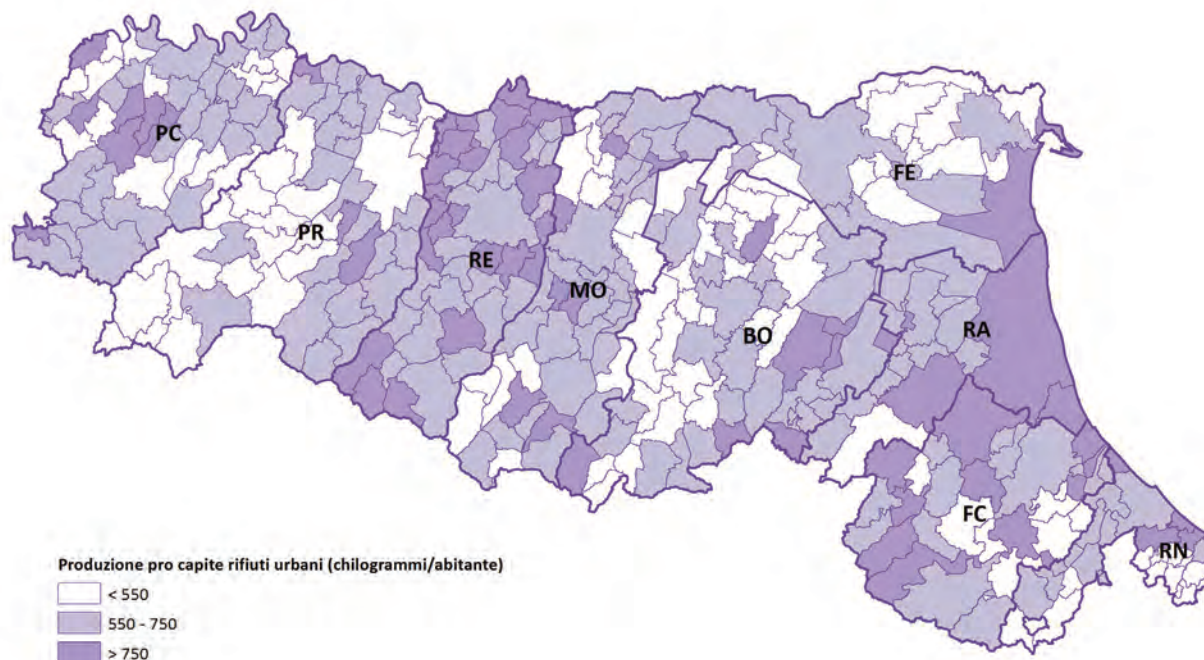 PC
FE
PR
RE
MO
BO
RA
FC
RN
Produzione pro capite rifiuti urbani (chilogrammi/abitante)
< 550
550 - 750
> 750